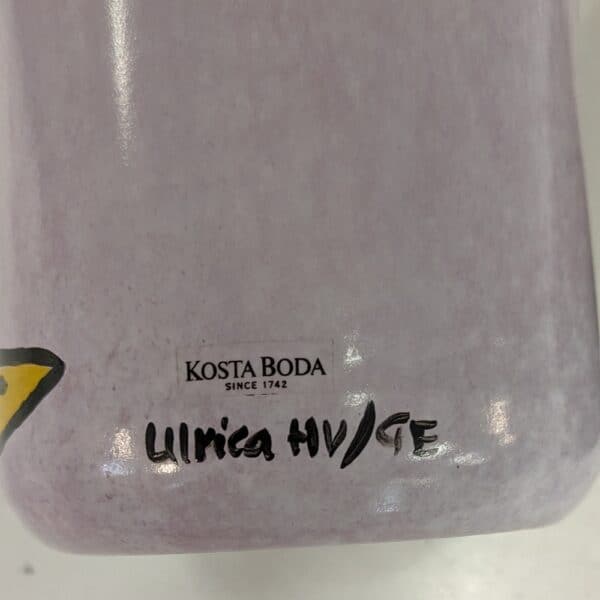 KOSTA BODA
SINCE 1742
Ulrica HV/GE